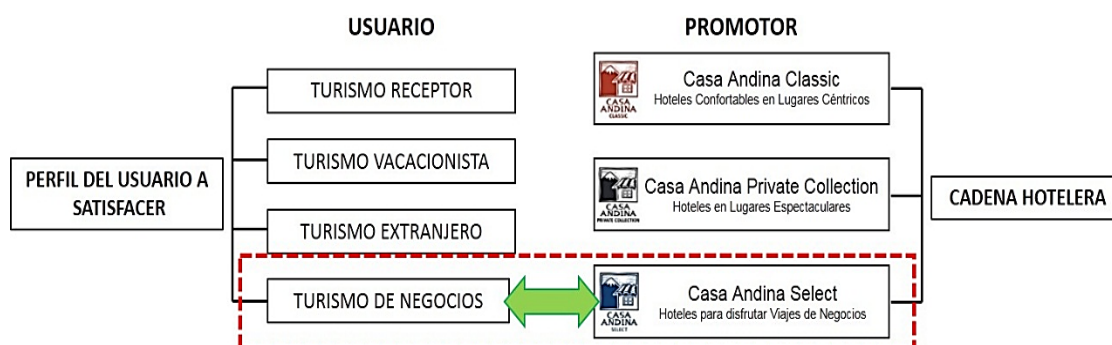 USUARIO
PROMOTOR
TURISMO RECEPTOR
CASA
ANDINA
CLASSIC
Casa Andina Classic
Hoteles Confortables en Lugares Céntricos
TURISMO VACACIONISTA
PERFIL DEL USUARIO A
SATISFACER
CASA
ANDINA
PRIVATE COLLECTION
Casa Andina Private Collection
Hoteles en Lugares Espectaculares
CADENA HOTELERA
TURISMO EXTRANJERO
TURISMO DE NEGOCIOS
CASA
ANDINA
SELECT
Casa Andina Select
Hoteles para disfrutar Viajes de Negocios